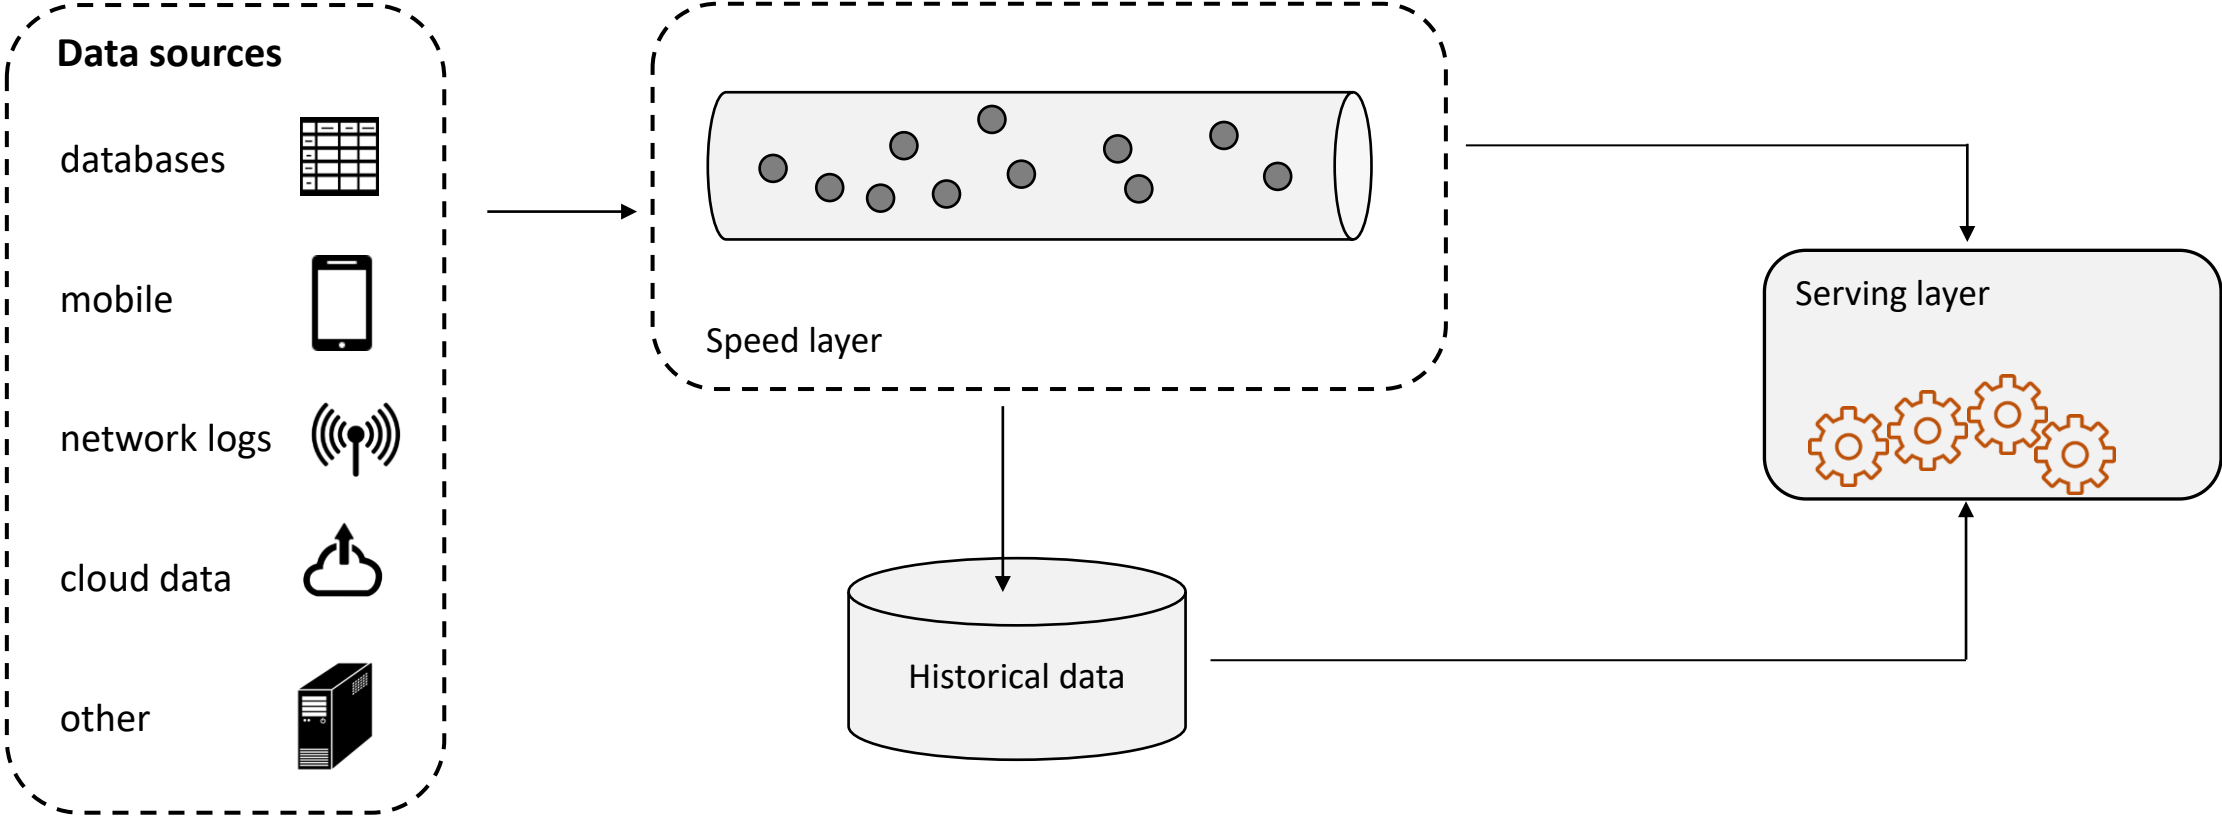 Data sources
databases
mobile
network logs
cloud data
other
Speed layer
Historical data
Serving layer